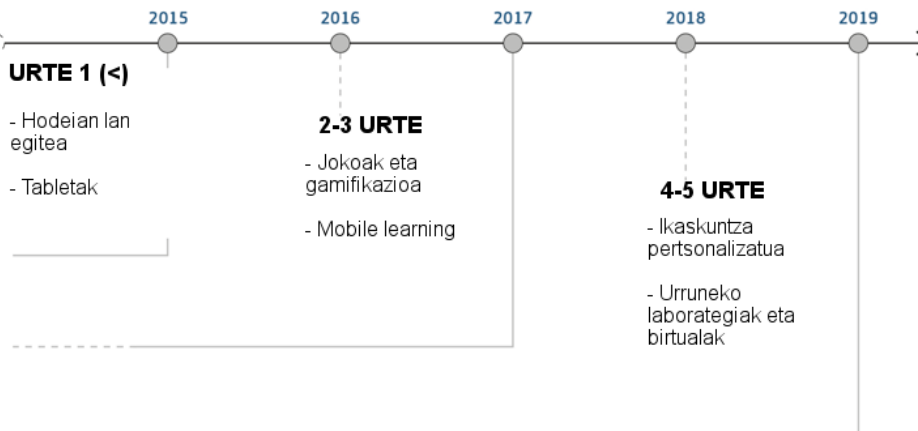 2015 2016 2017 2018 2019
URTE 1 (<)
- Hodeian lan
egitea
- Tabletak
2-3 URTE
- Jokoak eta
gamifikazioa
- Mobile learning
4-5 URTE
- Ikaskuntza
pertsonalizatua
- Urruneko
laborategiak eta
birtualak